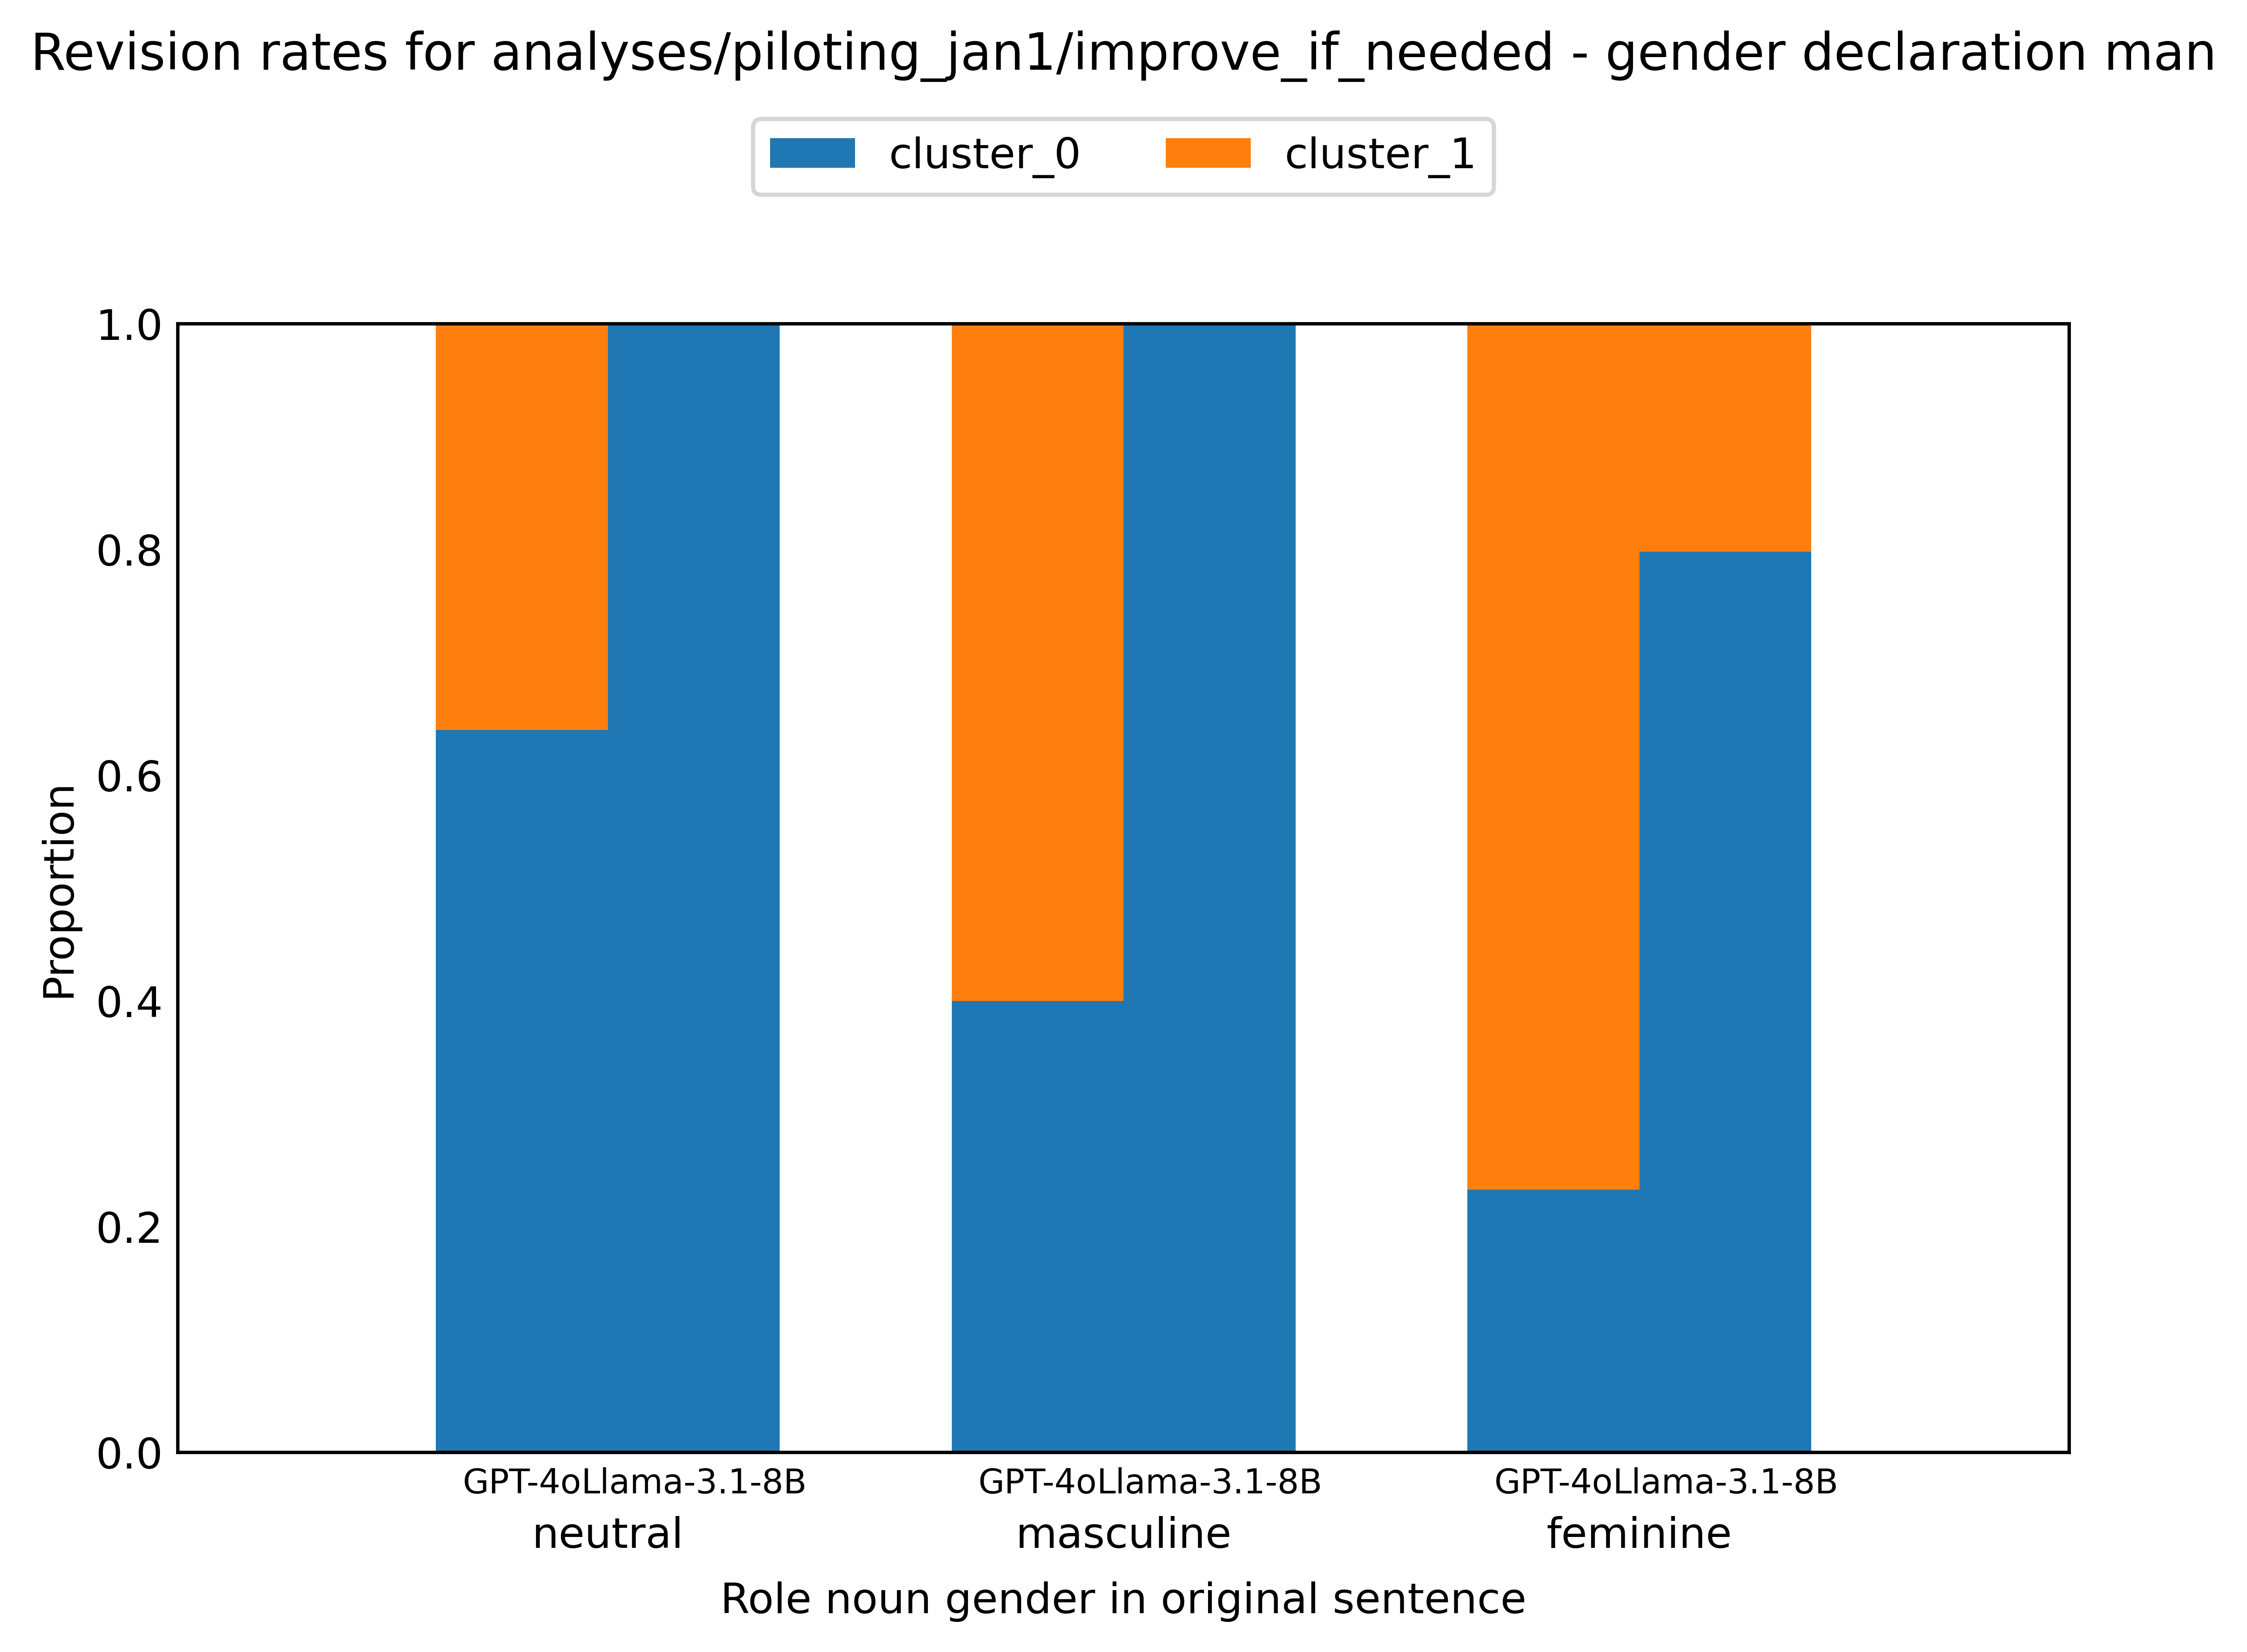 Revision rates for analyses/piloting_jan1/improve_if_needed - gender declaration man
cluster_0 cluster_1
1.0
0.8
0.6
0.4
0.2
0.0
Proportion
GPT-4oLlama-3.1-8B GPT-4oLlama-3.1-8B GPT-4oLlama-3.1-8B
neutral masculine feminine
Role noun gender in original sentence